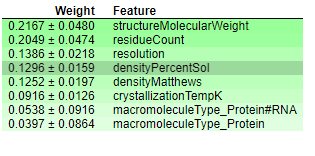 Weight Feature
0.2167 ± 0.0480 structureMolecularWeight
0.2049 ± 0.0474 residueCount
0.1386 ± 0.0218 resolution
0.1296 ± 0.0159 densityPercentSol
0.1252 ± 0.0197 densityMatthews
0.0916 ± 0.0126 crystallizationTempK
0.0538 ± 0.0916 macromoleculeType_Protein#RNA
0.0397 ± 0.0864 macromoleculeType_Protein